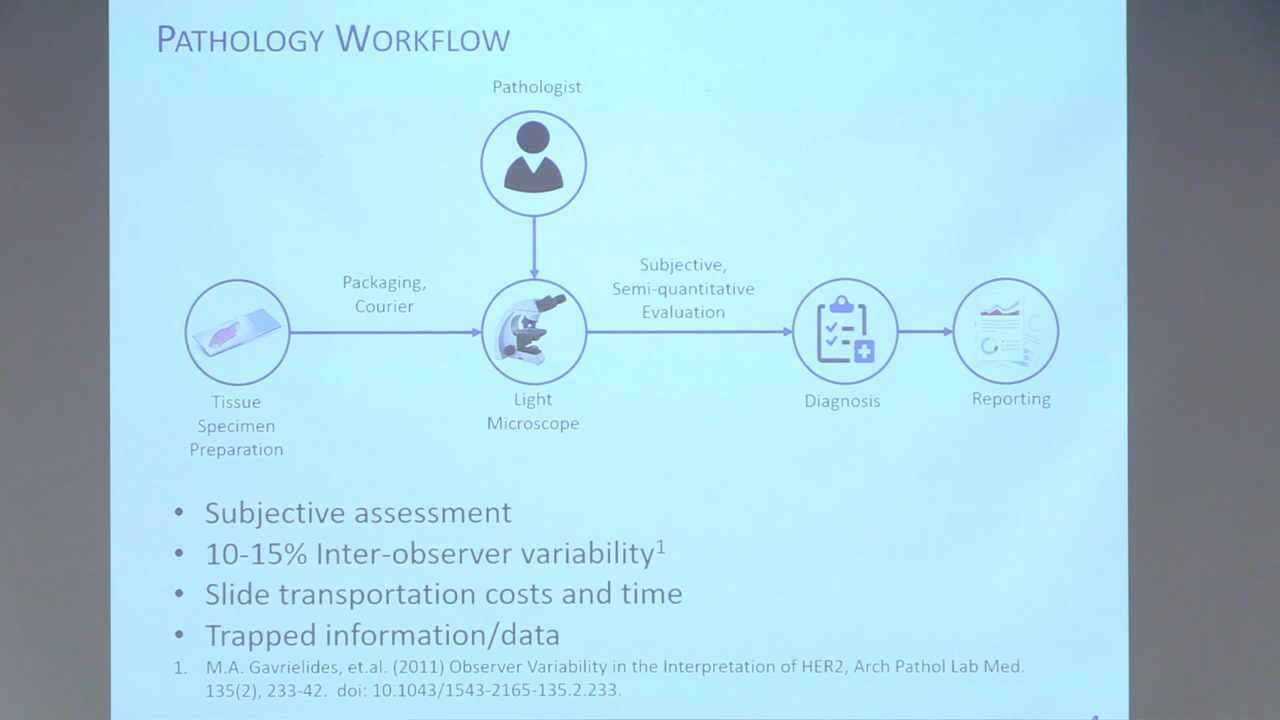 PATHOLOGY WORKFLOW
Pathologist
Packaging,
Courier
Subjective,
Semi-quantitative
Evaluation
Tissue
Specimen
Preparation
Light
Microscope
Diagnosis
Reporting
• Subjective assessment
• 10-15% Inter-observer variability1
• Slide transportation costs and time
• Trapped information/data
1. M.A. Gavrielides, et.al. (2011) Observer Variability in the Interpretation of HER2, Arch Pathol Lab Med.
135(2), 233-42. doi: 10.1043/1543-2165-135.2.233.